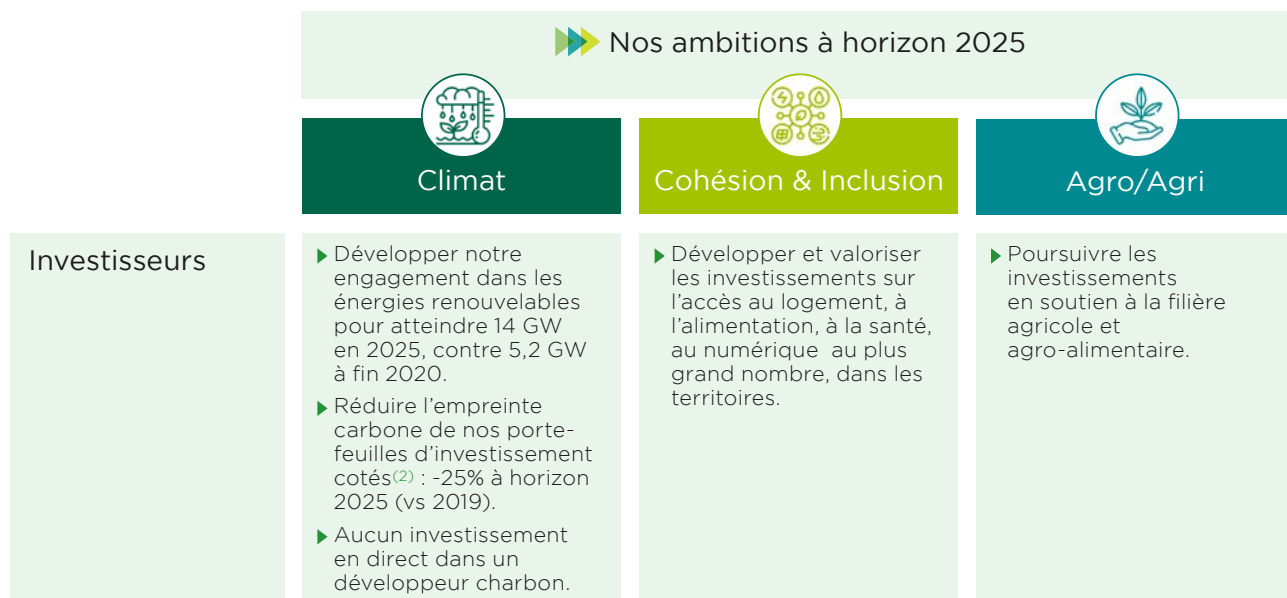 Nos ambitions à horizon 2025
Climat
Cohésion & Inclusion
Agro/Agri
Investisseurs
Développer notre
engagement dans les
énergies renouvelables
pour atteindre 14 GW
en 2025, contre 5,2 GW
à fin 2020.
Réduire l’empreinte
carbone de nos porte-
feuilles d’investissement
cotés(2) : -25% à horizon
2025 (vs 2019).
Aucun investissement
en direct dans un
développeur charbon.
Développer et valoriser
les investissements sur
l’accès au logement, à
l’alimentation, à la santé,
au numérique  au plus
grand nombre, dans les
territoires.
Poursuivre les
investissements
en soutien à la filière
agricole et
agro-alimentaire.